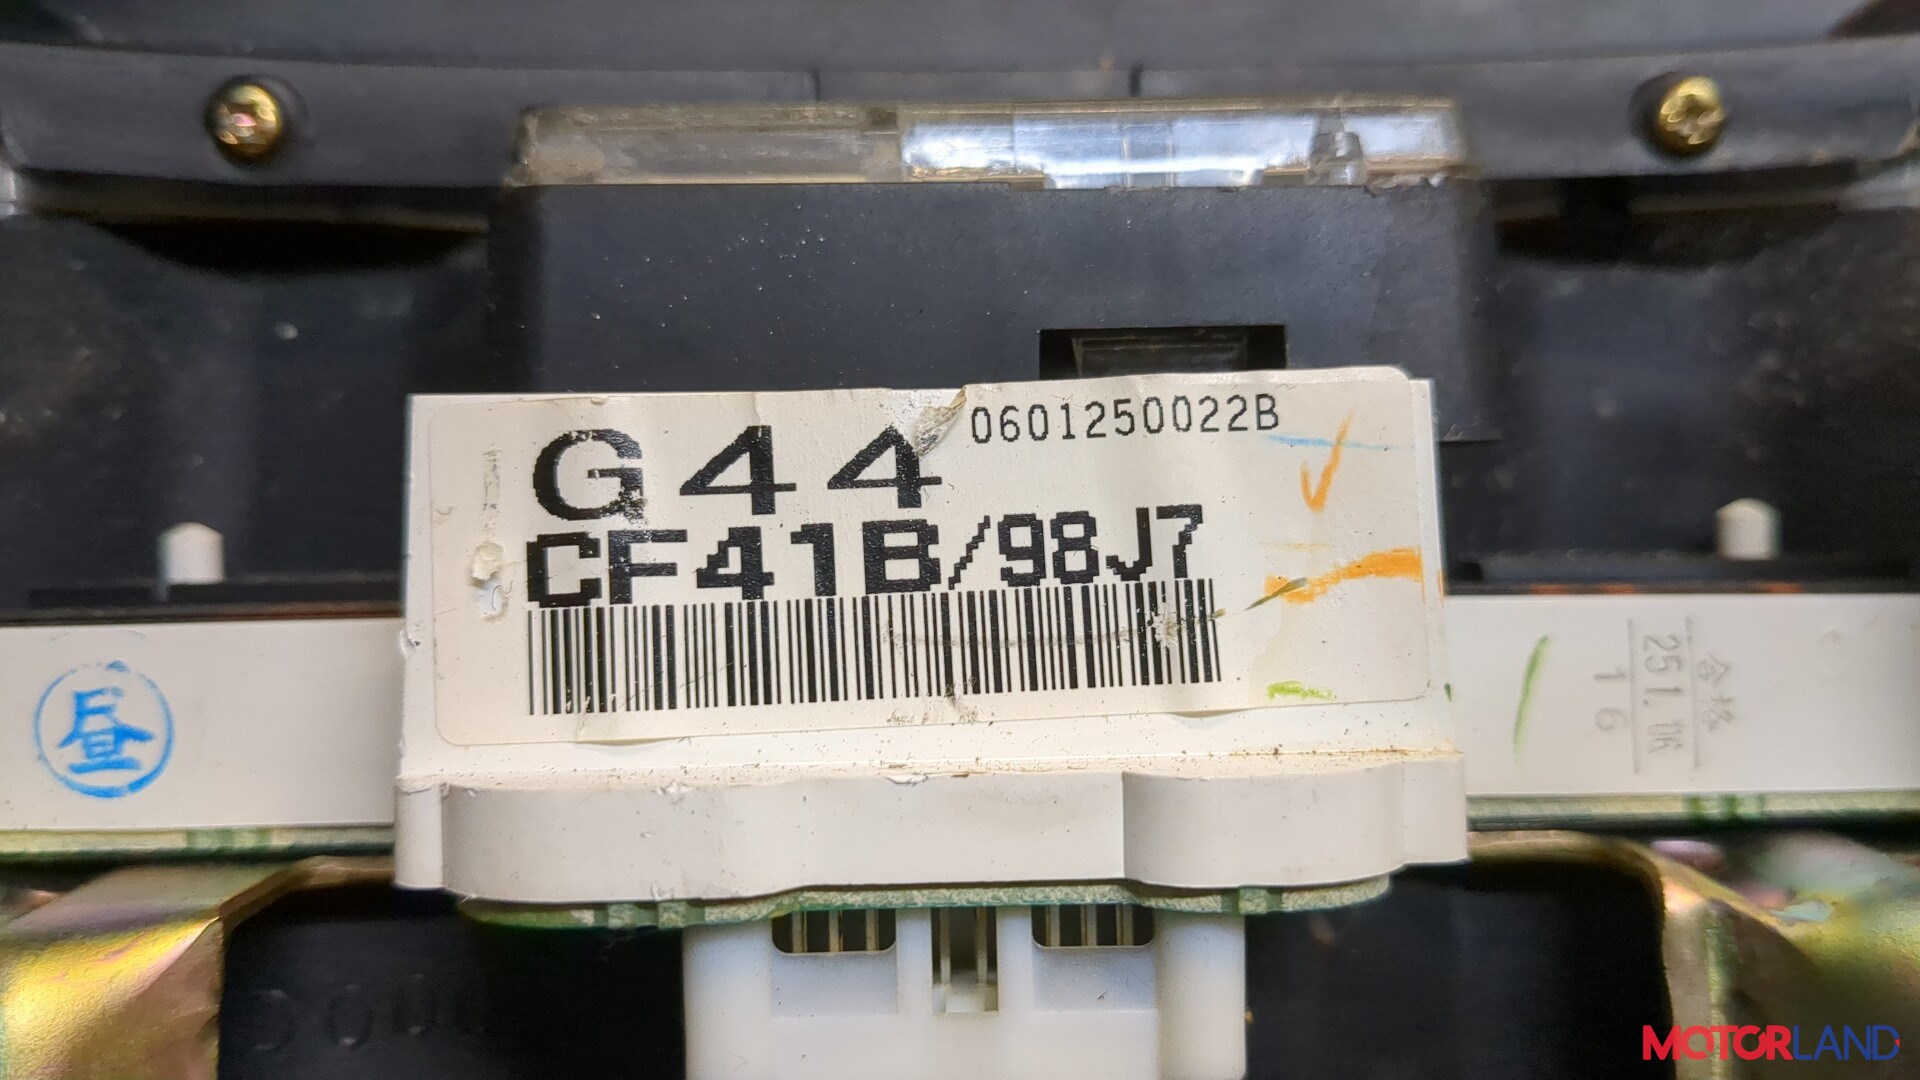 0601250022B
G44
CF41B/98J7
昼
合格
251.06
16
MOTORLAND